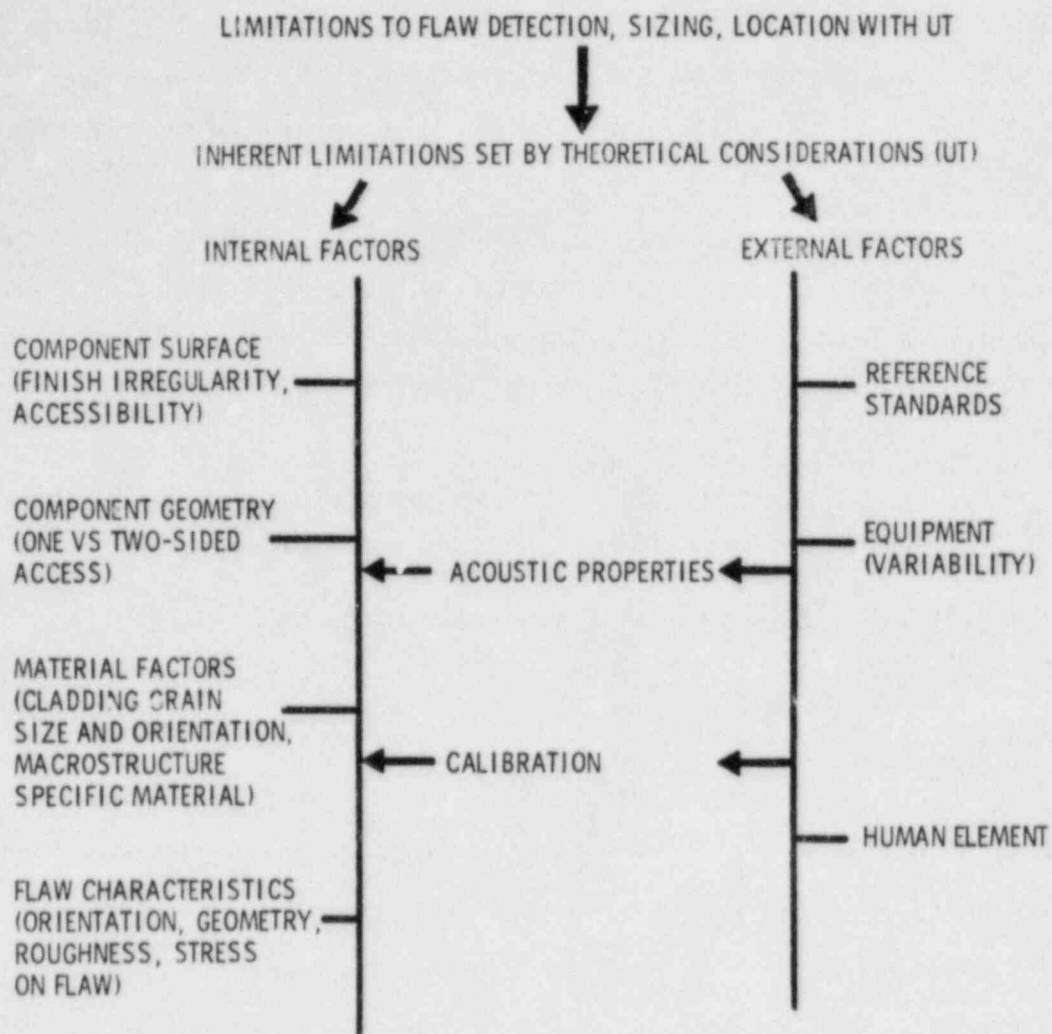 LIMITATIONS TO FLAW DETECTION, SIZING, LOCATION WITH UT
INHERENT LIMITATIONS SET BY THEORETICAL CONSIDERATIONS (UT)
INTERNAL FACTORS
EXTERNAL FACTORS
COMPONENT SURFACE
(FINISH IRREGULARITY,
ACCESSIBILITY)
REFERENCE
STANDARDS
COMPONENT GEOMETRY
(ONE VS TWO-SIDED
ACCESS)
EQUIPMENT
(VARIABILITY)
ACOUSTIC PROPERTIES
MATERIAL FACTORS
(CLADDING GRAIN
SIZE AND ORIENTATION,
MACROSTRUCTURE
SPECIFIC MATERIAL)
CALIBRATION
HUMAN ELEMENT
FLAW CHARACTERISTICS
(ORIENTATION, GEOMETRY,
ROUGHNESS, STRESS
ON FLAW)